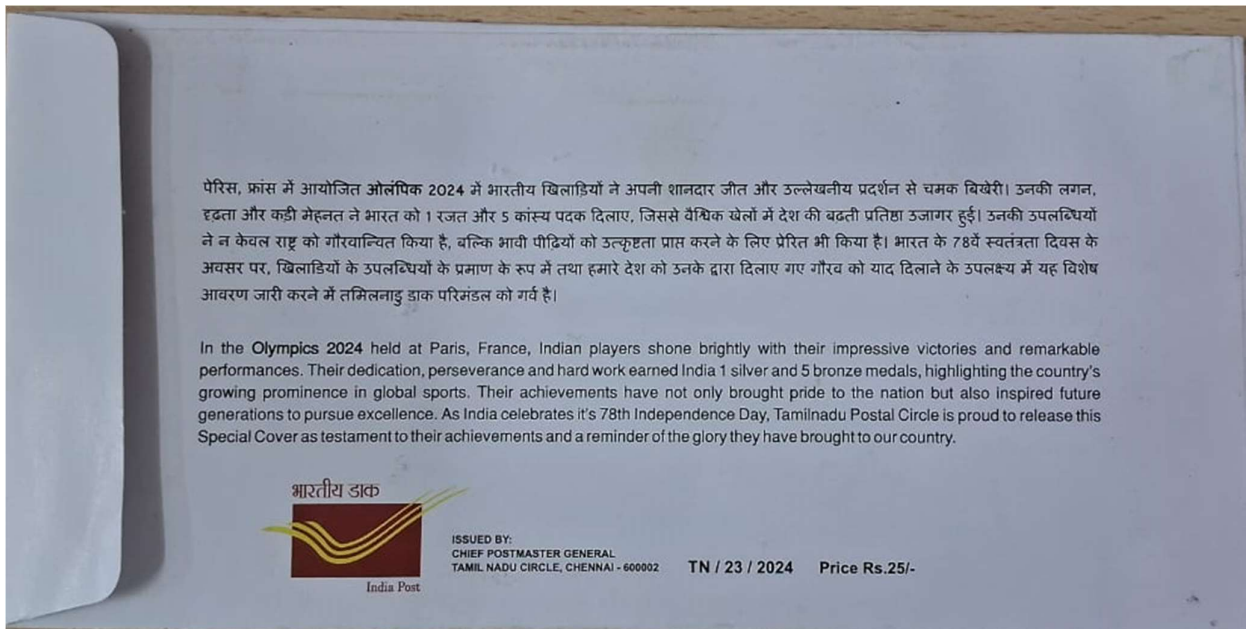 पेरिस, फ्रांस में आयोजित ओलंपिक 2024 में भारतीय खिलाड़ियों ने अपनी शानदार जीत और उल्लेखनीय प्रदर्शन से चमक बिखेरी। उनकी लगन,
दृढ़ता और कड़ी मेहनत ने भारत को 1 रजत और 5 कांस्य पदक दिलाए, जिससे वैश्विक खेलों में देश की बढ़ती प्रतिष्ठा उजागर हुई। उनकी उपलब्धियों
ने न केवल राष्ट्र को गौरवान्वित किया है, बल्कि भावी पीढ़ियों को उत्कृष्टता प्राप्त करने के लिए प्रेरित भी किया है। भारत के 78वें स्वतंत्रता दिवस के
अवसर पर, खिलाडियों के उपलब्धियों के प्रमाण के रूप में तथा हमारे देश को उनके द्वारा दिलाए गए गौरव को याद दिलाने के उपलक्ष्य में यह विशेष
आवरण जारी करने में तमिलनाडु डाक परिमंडल को गर्व है।
In the Olympics 2024 held at Paris, France, Indian players shone brightly with their impressive victories and remarkable
performances. Their dedication, perseverance and hard work earned India 1 silver and 5 bronze medals, highlighting the country's
growing prominence in global sports. Their achievements have not only brought pride to the nation but also inspired future
generations to pursue excellence. As India celebrates it's 78th Independence Day, Tamilnadu Postal Circle is proud to release this
Special Cover as testament to their achievements and a reminder of the glory they have brought to our country.
भारतीय डाक
India Post
ISSUED BY:
CHIEF POSTMASTER GENERAL
TAMIL NADU CIRCLE, CHENNAI - 600002
TN / 23 / 2024 Price Rs.25/-